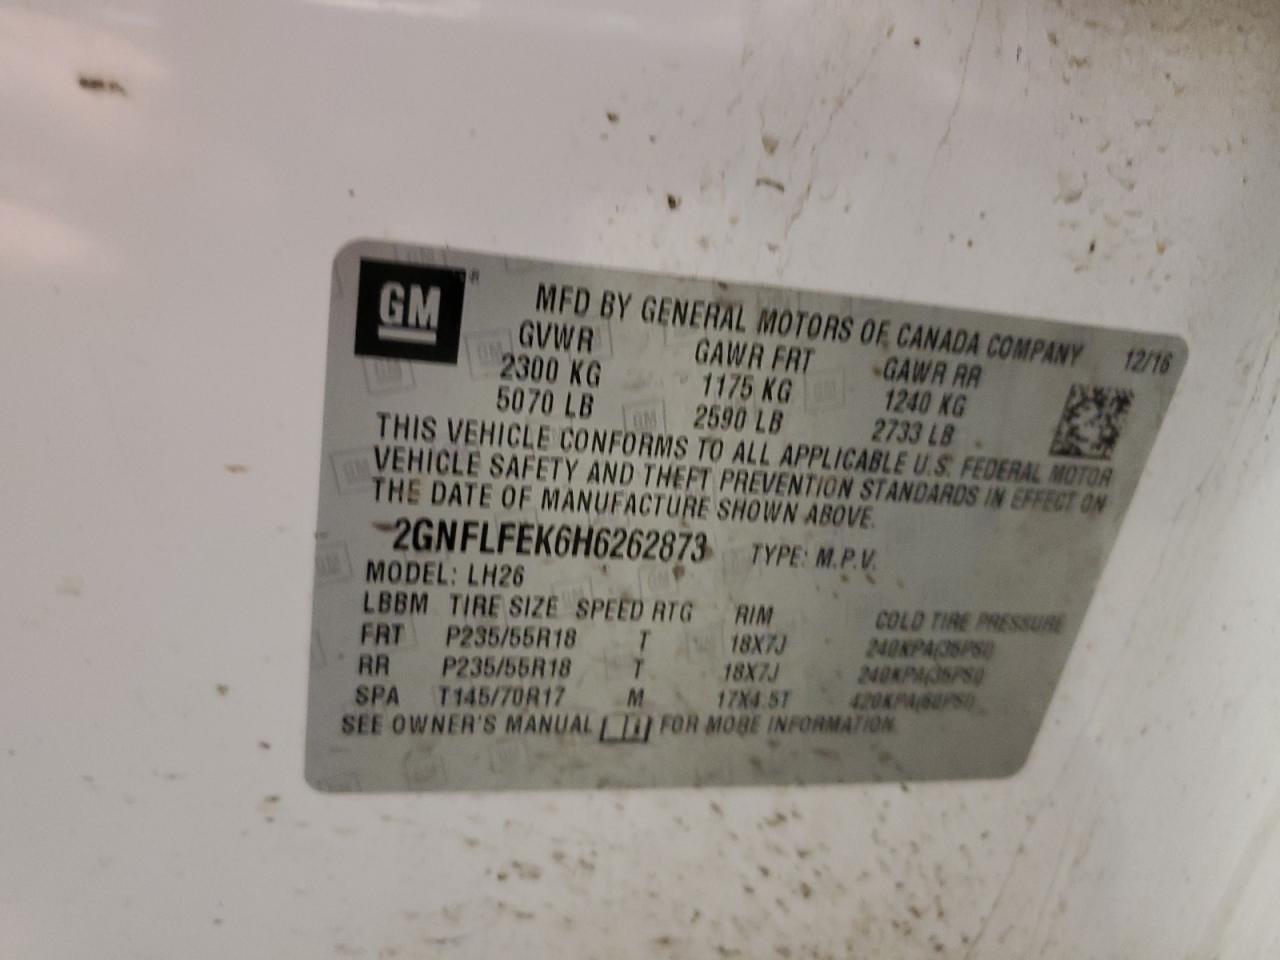 GM
MFD BY GENERAL MOTORS OF CANADA COMPANY 12/16
GVWR GAWR FRT GAWR RR
2300 KG 1175 KG 1240 KG
5070 LB 2590 LB 2733 LB
THIS VEHICLE CONFORMS TO ALL APPLICABLE U.S. FEDERAL MOTOR
VEHICLE SAFETY AND THEFT PREVENTION STANDARDS IN EFFECT ON
THE DATE OF MANUFACTURE SHOWN ABOVE.
2GNFLFEK6H6262873 TYPE: M.P.V.
MODEL: LH26
LBBM TIRE SIZE SPEED RTG RIM COLD TIRE PRESSURE
FRT P235/55R18 T 18X7J 240KPA(35PSI)
RR P235/55R18 T 18X7J 240KPA(35PSI)
SPA T145/70R17 M 17X4.5T 420KPA(60PSI)
SEE OWNER'S MANUAL FOR MORE INFORMATION.